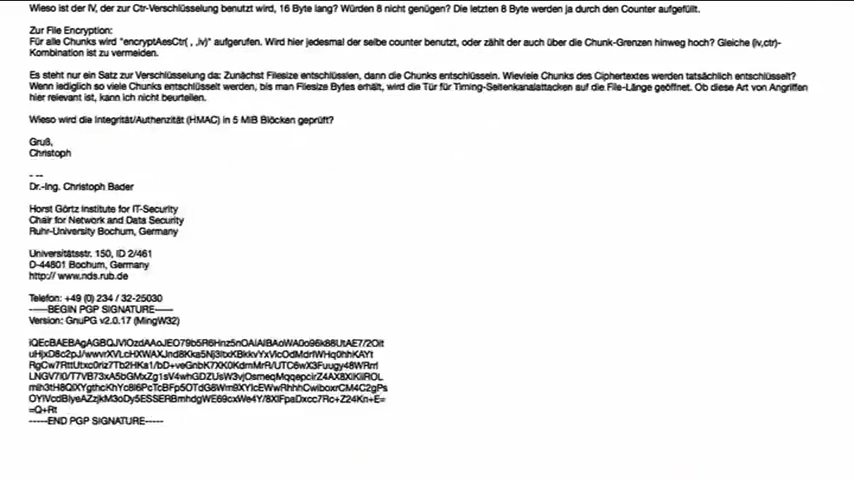 Wieso ist der IV, der zur Ctr-Verschlüsselung benutzt wird, 16 Byte lang? Würden 8 nicht genügen? Die letzten 8 Byte werden ja durch den Counter aufgefüllt.
Zur File Encryption:
Für alle Chunks wird "encryptAesCtr( , ,iv)" aufgerufen. Wird hier jedesmal der selbe counter benutzt, oder zählt der auch über die Chunk-Grenzen hinweg hoch? Gleiche (iv,ctr)-
Kombination ist zu vermeiden.
Es steht nur ein Satz zur Verschlüsselung da: Zunächst Filesize entschlüsslen, dann die Chunks entschlüssein. Wieviele Chunks des Ciphertextes werden tatsächlich entschlüsselt?
Wenn lediglich so viele Chunks entschlüsselt werden, bis man Filesize Bytes erhält, wird die Tür für Timing-Seitenkanalattacken auf die File-Länge geöffnet. Ob diese Art von Angriffen
hier relevant ist, kann ich nicht beurteilen.
Wieso wird die Integrität/Authenzität (HMAC) in 5 MiB Blöcken geprüft?
Gruß,
Christoph
- --
Dr.-Ing. Christoph Bader
Horst Görtz Institute for IT-Security
Chair for Network and Data Security
Ruhr-University Bochum, Germany
Universitätsstr. 150, ID 2/461
D-44801 Bochum, Germany
http:// www.nds.rub.de
Telefon: +49 (0) 234 / 32-25030
-----BEGIN PGP SIGNATURE-----
Version: GnuPG v2.0.17 (MingW32)
=Q+Rt
-----END PGP SIGNATURE-----